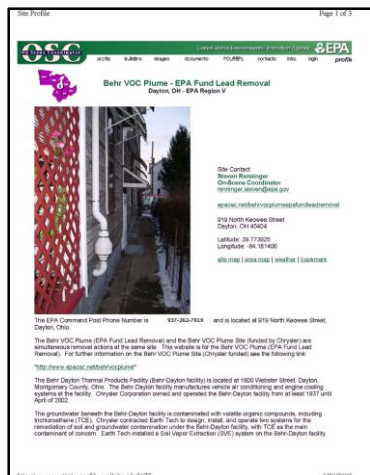 Site Profile Page 1 of 3
OSC
United States Environmental Protection Agency EPA
profile bulletins images documents POLREPs contacts links login profile
Behr VOC Plume - EPA Fund Lead Removal
Dayton, OH - EPA Region V
Site Contact:
Steven Renninger
On-Scene Coordinator
renninger.steven@epa.gov
epaosc.net/behrvocplumeepafundleadremoval
919 North Keowee Street
Dayton, OH 45404
Latitude: 39.773925
Longitude: -84.181406
site map | area map | weather | bookmark
The EPA Command Post Phone Number is 937-263-7919 and is located at 919 North Keowee Street,
Dayton, Ohio.
The Behr VOC Plume (EPA Fund Lead Removal) and the Behr VOC Plume Site (funded by Chrysler) are
simultaneous removal actions at the same site. This website is for the Behr VOC Plume (EPA Fund Lead
Removal). For further information on the Behr VOC Plume Site (Chrysler funded) see the following link:
"http://www.epaosc.net/behrvocplume"
The Behr Dayton Thermal Products Facility (Behr-Dayton facility) is located at 1600 Webster Street, Dayton,
Montgomery County, Ohio. The Behr-Dayton facility manufactures vehicle air conditioning and engine cooling
systems at the facility. Chrysler Corporation owned and operated the Behr-Dayton facility from at least 1937 until
April of 2002.
The groundwater beneath the Behr-Dayton facility is contaminated with volatile organic compounds, including
trichloroethene (TCE). Chrysler contracted Earth Tech to design, install, and operate two systems for the
remediation of soil and groundwater contamination under the Behr-Dayton facility, with TCE as the main
contaminant of concern. Earth Tech installed a Soil Vapor Extraction (SVE) system on the Behr-Dayton facility